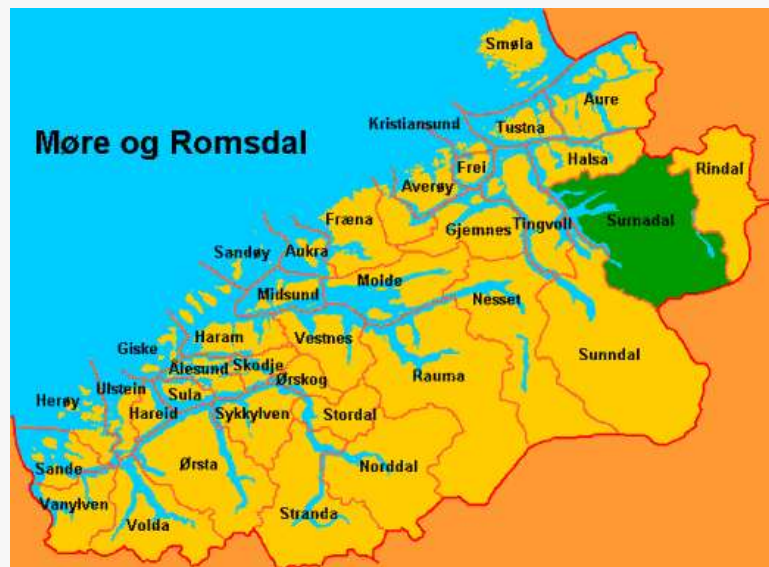 Smøla
Aure
Kristiansund
Tustna
Møre og Romsdal
Halsa
Frei
Rindal
Averøy
Fræna
Gjemnes
Tingvoll
Surnadal
Sandøy
Aukra
Molde
Midsund
Nesset
Haram
Vestnes
Giske
Sunndal
Ålesund
Skodje
Rauma
Ulstein
Ørskog
Herøy
Sula
Hareid
Sykkylven
Stordal
Sande
Ørsta
Norddal
Vanylven
Stranda
Volda